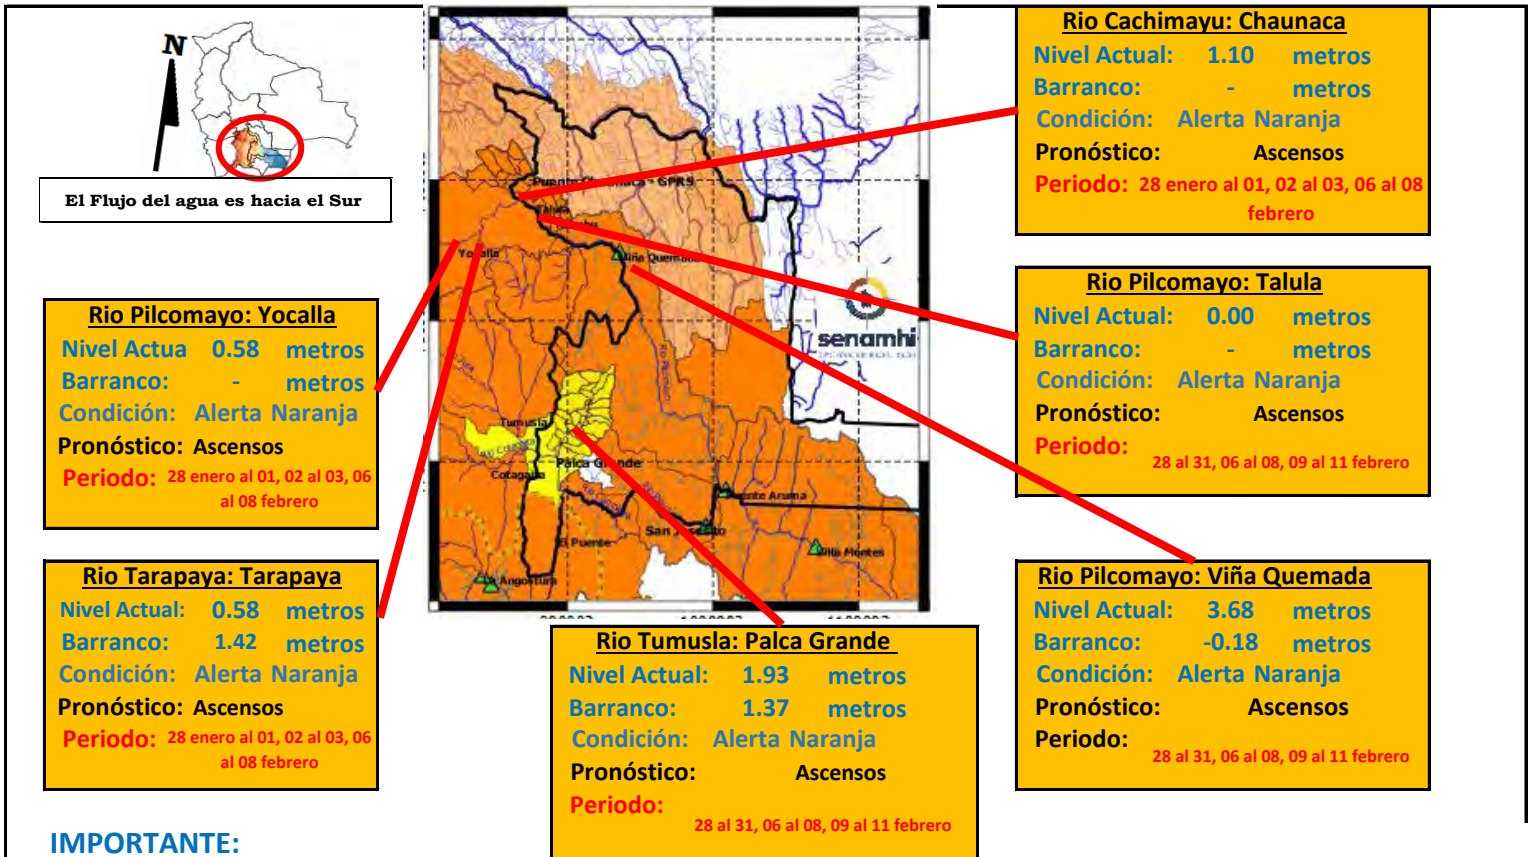 N
El Flujo del agua es hacia el Sur
Rio Pilcomayo: Yocalla
Nivel Actua 0.58 metros
Barranco: - metros
Condición: Alerta Naranja
Pronóstico: Ascensos
Periodo: 28 enero al 01, 02 al 03, 06
al 08 febrero
Rio Tarapaya: Tarapaya
Nivel Actual: 0.58 metros
Barranco: 1.42 metros
Condición: Alerta Naranja
Pronóstico: Ascensos
Periodo: 28 enero al 01, 02 al 03, 06
al 08 febrero
IMPORTANTE:
Puente - GPRS
Talula
Yocalla
Viña Quemada
senamhi
Tumusla
Palca Grande
Cotagaita
Puente Aruma
San Josecito
El Puente
Villa Montes
Angostura
Rio Tumusla: Palca Grande
Nivel Actual: 1.93 metros
Barranco: 1.37 metros
Condición: Alerta Naranja
Pronóstico: Ascensos
Periodo:
28 al 31, 06 al 08, 09 al 11 febrero
Rio Cachimayu: Chaunaca
Nivel Actual: 1.10 metros
Barranco: - metros
Condición: Alerta Naranja
Pronóstico: Ascensos
Periodo: 28 enero al 01, 02 al 03, 06 al 08
febrero
Rio Pilcomayo: Talula
Nivel Actual: 0.00 metros
Barranco: - metros
Condición: Alerta Naranja
Pronóstico: Ascensos
Periodo:
28 al 31, 06 al 08, 09 al 11 febrero
Rio Pilcomayo: Viña Quemada
Nivel Actual: 3.68 metros
Barranco: -0.18 metros
Condición: Alerta Naranja
Pronóstico: Ascensos
Periodo:
28 al 31, 06 al 08, 09 al 11 febrero